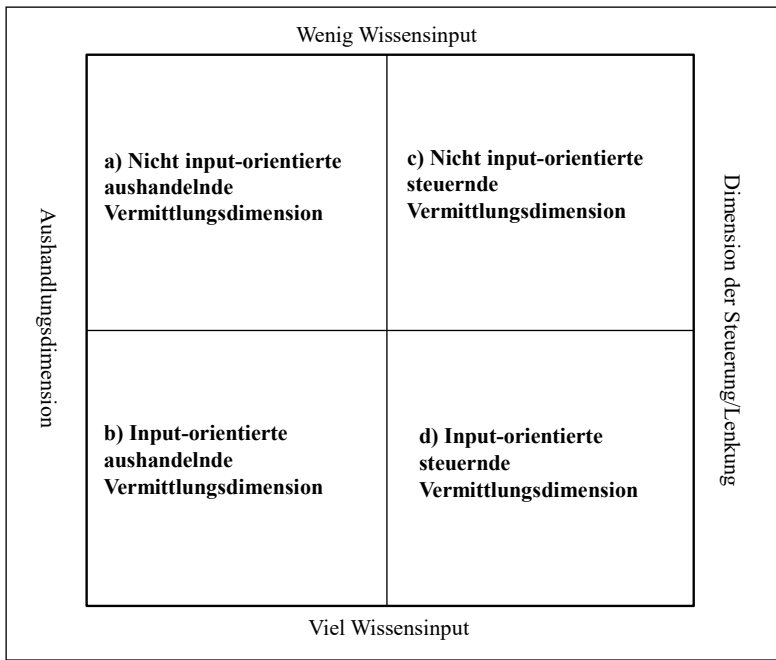 Wenig Wissensinput
Aushandlungsdimension
a) Nicht input-orientierte
aushandelnde
Vermittlungsdimension
c) Nicht input-orientierte
steuernde
Vermittlungsdimension
Dimension der Steuerung/Lenkung
b) Input-orientierte
aushandelnde
Vermittlungsdimension
d) Input-orientierte
steuernde
Vermittlungsdimension
Viel Wissensinput